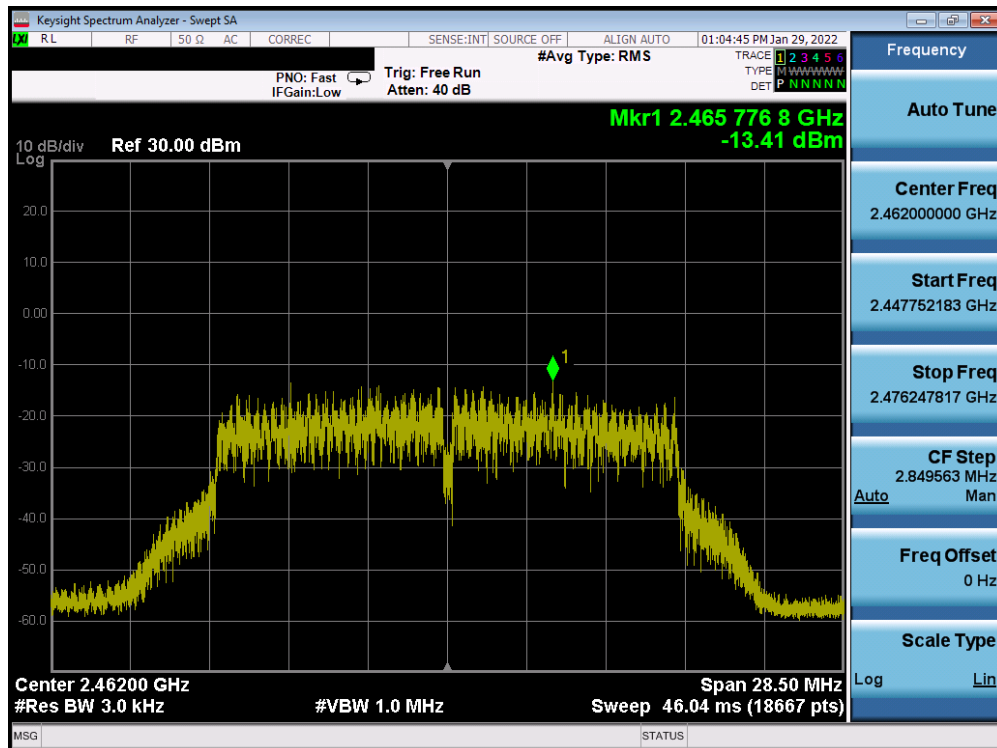 Keysight Spectrum Analyzer - Swept SA
LXI RL RF 50 Ω AC CORREC SENSE:INT SOURCE OFF ALIGN AUTO 01:04:45 PM Jan 29, 2022
PNO: Fast
IFGain:Low
Trig: Free Run
Atten: 40 dB
#Avg Type: RMS
TRACE 1 2 3 4 5 6
TYPE M W W W W W
DET P N N N N N
Mkr1 2.465 776 8 GHz
-13.41 dBm
10 dB/div
Log
Ref 30.00 dBm
20.0
10.0
0.00
-10.0
-20.0
-30.0
-40.0
-50.0
-60.0
1
Center 2.46200 GHz
Span 28.50 MHz
#Res BW 3.0 kHz
#VBW 1.0 MHz
Sweep 46.04 ms (18667 pts)
MSG
STATUS
Frequency
Auto Tune
Center Freq
2.462000000 GHz
Start Freq
2.447752183 GHz
Stop Freq
2.476247817 GHz
CF Step
2.849563 MHz
Auto Man
Freq Offset
0 Hz
Scale Type
Log Lin